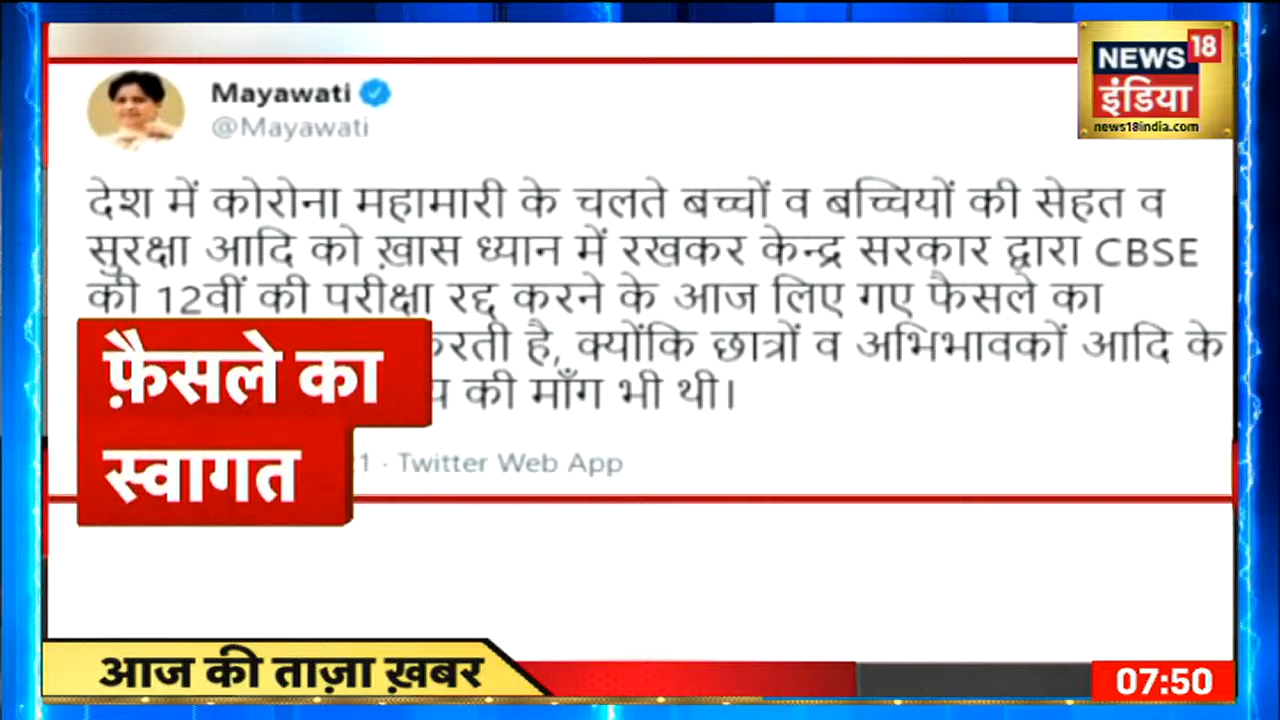 NEWS 18
इंडिया
news18india.com
Mayawati
@Mayawati
देश में कोरोना महामारी के चलते बच्चों व बच्चियों की सेहत व
सुरक्षा आदि को ख़ास ध्यान में रखकर केन्द्र सरकार द्वारा CBSE
की 12वीं की परीक्षा रद्द करने के आज लिए गए फैसले का
करती है, क्योंकि छात्रों व अभिभावकों आदि के
की माँग भी थी।
1 · Twitter Web App
फ़ैसले का
स्वागत
आज की ताज़ा ख़बर
07:50